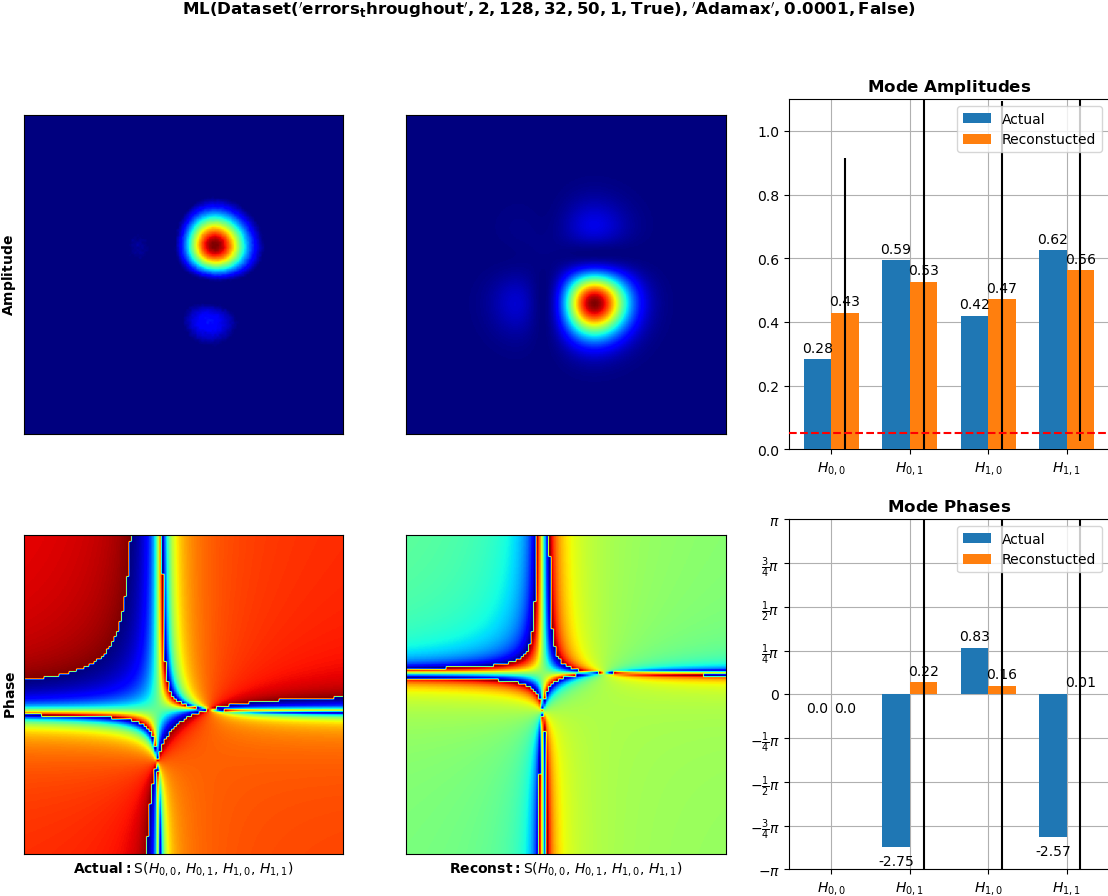 ML(Dataset('errors_throughout', 2, 128, 32, 50, 1, True), 'Adamax', 0.0001, False)
Mode Amplitudes
Amplitude
1.0
0.8
0.6
0.4
0.2
0.0
Actual
Reconstucted
0.28
0.43
0.59
0.53
0.42
0.47
0.62
0.56
H0,0
H0,1
H1,0
H1,1
Mode Phases
Phase
π
3/4π
1/2π
1/4π
0
−1/4π
−1/2π
−3/4π
−π
Actual
Reconstucted
0.0
0.0
-2.75
0.22
0.83
0.16
-2.57
0.01
H0,0
H0,1
H1,0
H1,1
Actual: S(H0,0, H0,1, H1,0, H1,1)
Reconst: S(H0,0, H0,1, H1,0, H1,1)